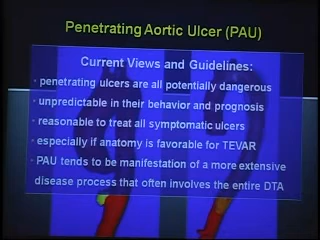 Penetrating Aortic Ulcer (PAU)
Current Views and Guidelines:
· penetrating ulcers are all potentially dangerous
· unpredictable in their behavior and prognosis
· reasonable to treat all symptomatic ulcers
· especially if anatomy is favorable for TEVAR
· PAU tends to be manifestation of a more extensive
disease process that often involves the entire DTA